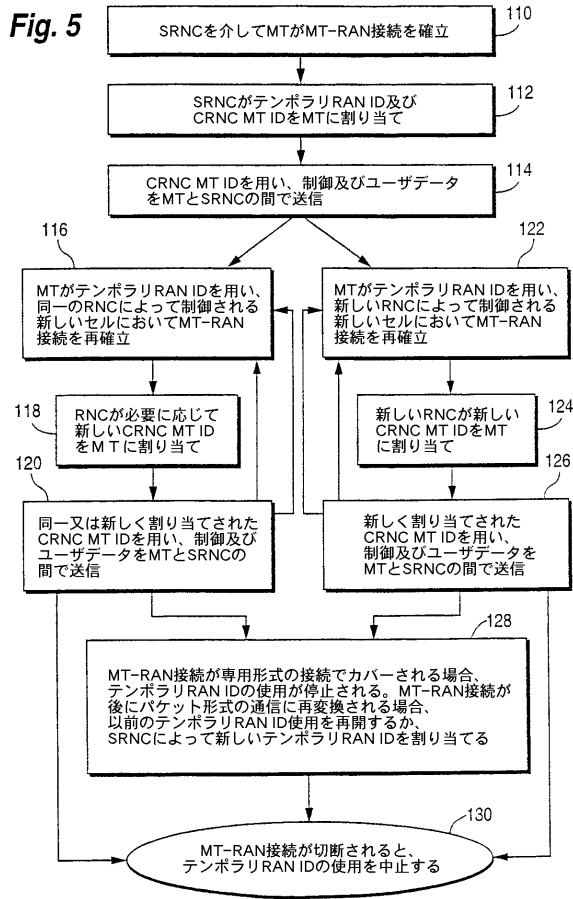 Fig. 5
110
SRNCを介してMTがMT-RAN接続を確立
112
SRNCがテンポラリRAN ID及び
CRNC MT IDをMTに割り当て
114
CRNC MT IDを用い、制御及びユーザデータ
をMTとSRNCの間で送信
116
MTがテンポラリRAN IDを用い、
同一のRNCによって制御される
新しいセルにおいてMT-RAN
接続を再確立
122
MTがテンポラリRAN IDを用い、
新しいRNCによって制御される
新しいセルにおいてMT-RAN
接続を再確立
118
RNCが必要に応じて
新しいCRNC MT ID
をMTに割り当て
124
新しいRNCが新しい
CRNC MT IDをMT
に割り当て
120
同一又は新しく割り当てされた
CRNC MT IDを用い、制御及び
ユーザデータをMTとSRNCの
間で送信
126
新しく割り当てされた
CRNC MT IDを用い、
制御及びユーザデータを
MTとSRNCの間で送信
128
MT-RAN接続が専用形式の接続でカバーされる場合、
テンポラリRAN IDの使用が停止される。MT-RAN接続が
後にパケット形式の通信に再変換される場合、
以前のテンポラリRAN ID使用を再開するか、
SRNCによって新しいテンポラリRAN IDを割り当てる
130
MT-RAN接続が切断されると、
テンポラリRAN IDの使用を中止する